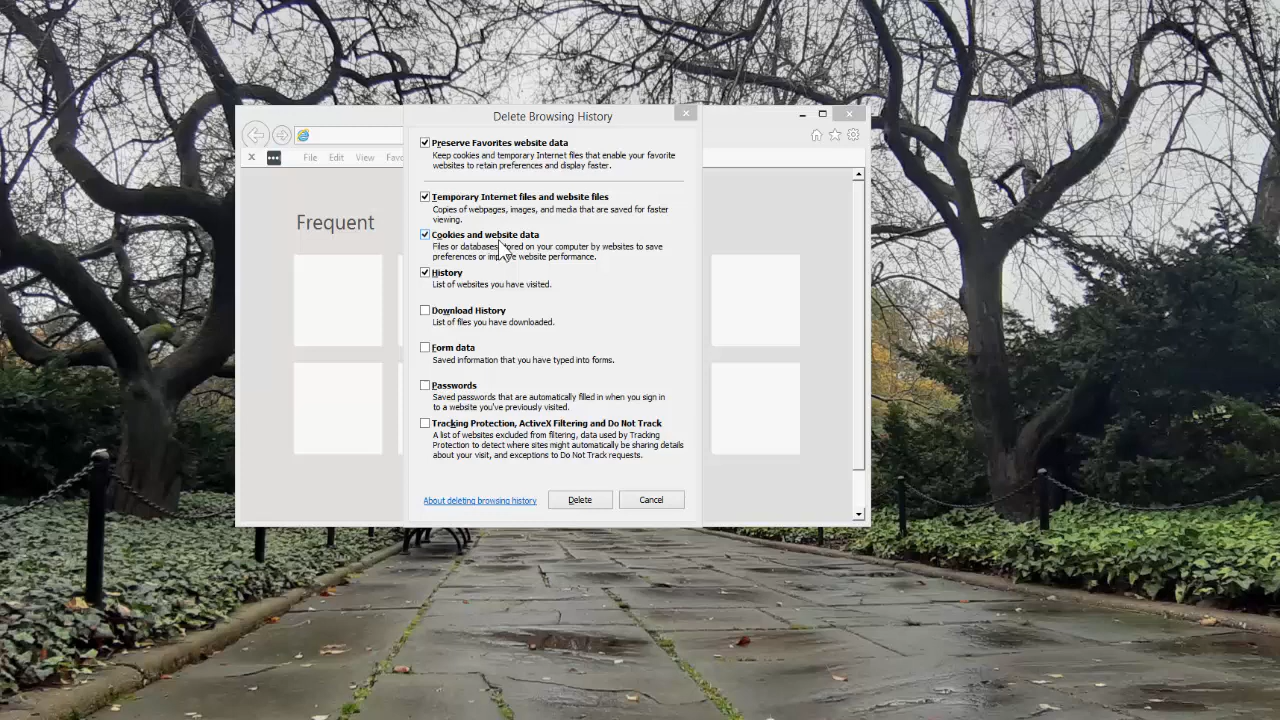 Delete Browsing History
File Edit View
Frequent
Preserve Favorites website data
Keep cookies and temporary Internet files that enable your favorite
websites to retain preferences and display faster.
Temporary Internet files and website files
Copies of webpages, images, and media that are saved for faster
viewing.
Cookies and website data
Files or databases stored on your computer by websites to save
preferences or improve website performance.
History
List of websites you have visited.
Download History
List of files you have downloaded.
Form data
Saved information that you have typed into forms.
Passwords
Saved passwords that are automatically filled in when you sign in
to a website you've previously visited.
Tracking Protection, ActiveX Filtering and Do Not Track
A list of websites excluded from filtering, data used by Tracking
Protection to detect where sites might automatically be sharing details
about your visit, and exceptions to Do Not Track requests.
About deleting browsing history
Delete
Cancel